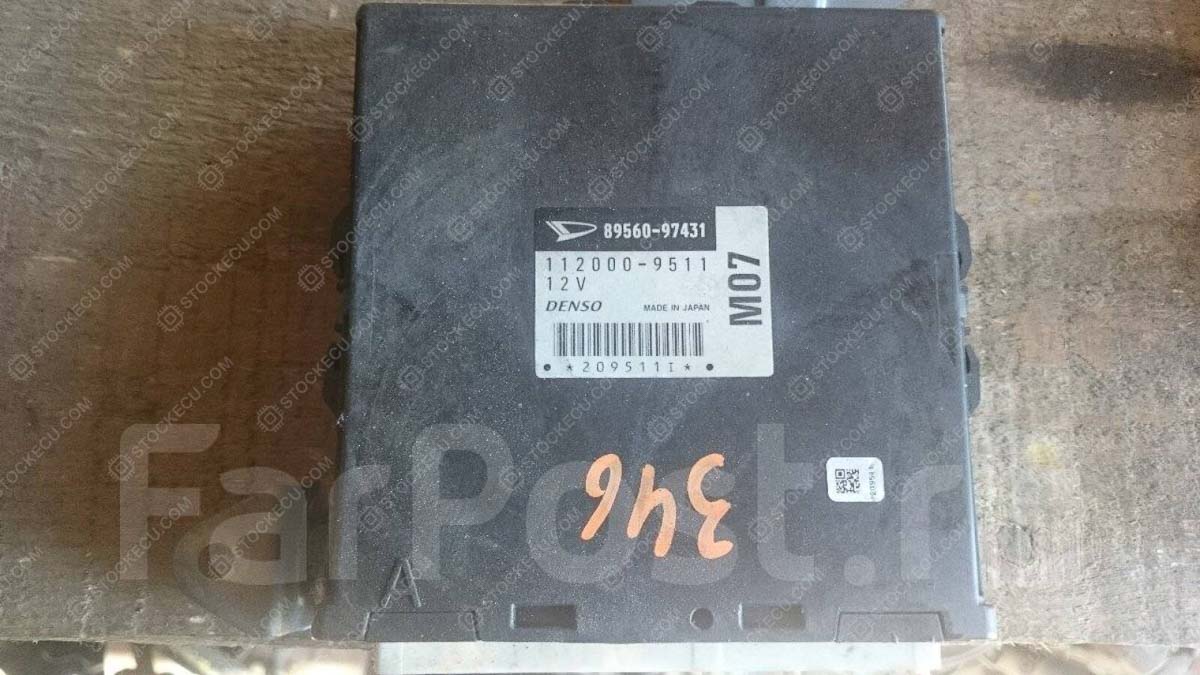 89560-97431
112000-9511
12V
DENSO MADE IN JAPAN
M07
*209511I*
346
A
FarPost.r
STOCKECU.COM